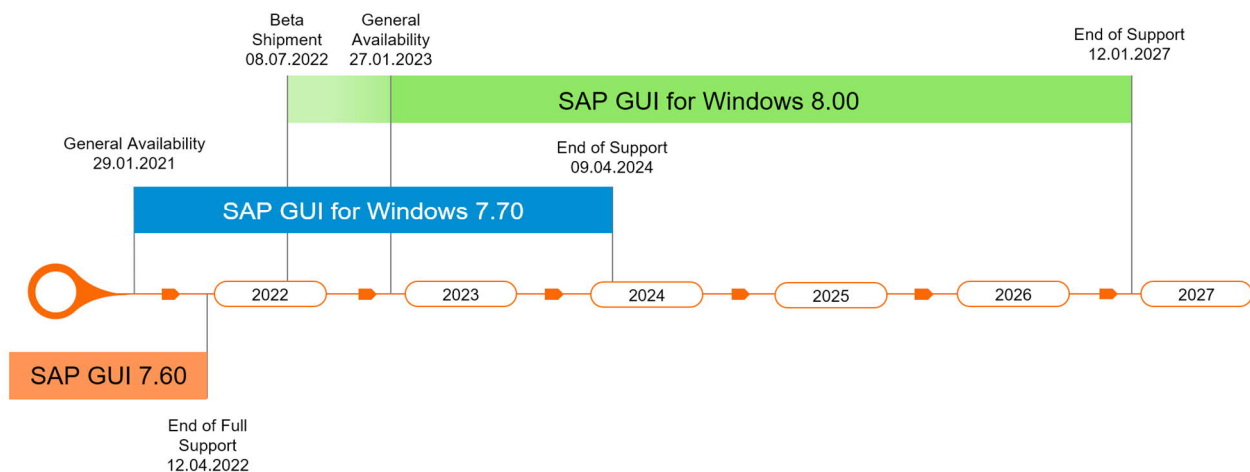 Beta
Shipment
08.07.2022
General
Availability
27.01.2023
End of Support
12.01.2027
SAP GUI for Windows 8.00
General Availability
29.01.2021
End of Support
09.04.2024
SAP GUI for Windows 7.70
2022
2023
2024
2025
2026
2027
SAP GUI 7.60
End of Full
Support
12.04.2022